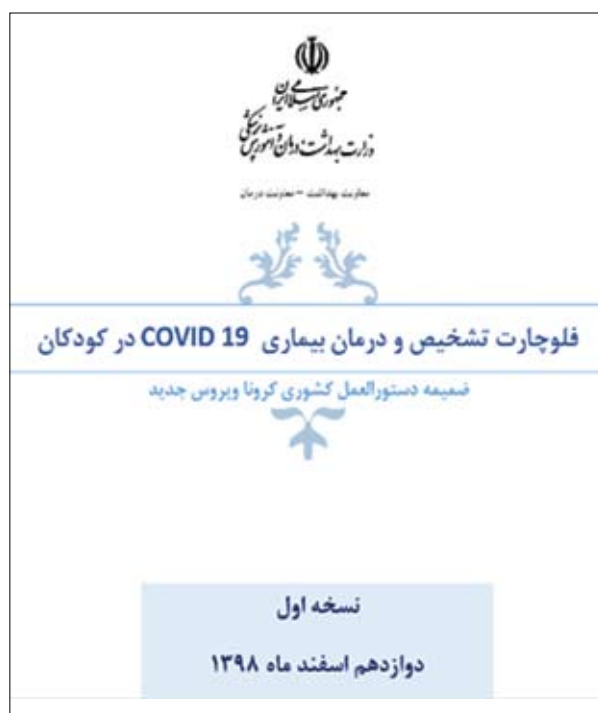 جمهوری اسلامی ایران
وزارت بهداشت، درمان و آموزش پزشکی
معاونت بهداشت – معاونت درمان
فلوچارت تشخیص و درمان بیماری COVID 19 در کودکان
ضمیمه دستورالعمل کشوری کرونا ویروس جدید
نسخه اول
دوازدهم اسفند ماه ۱۳۹۸